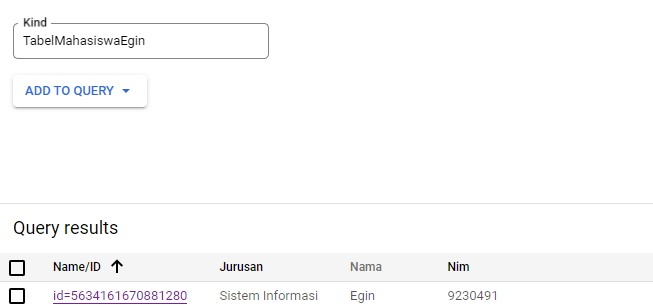 Kind
TabelMahasiswaEgin
ADD TO QUERY
Query results
Name/ID Jurusan Nama Nim
id=5634161670881280 Sistem Informasi Egin 9230491